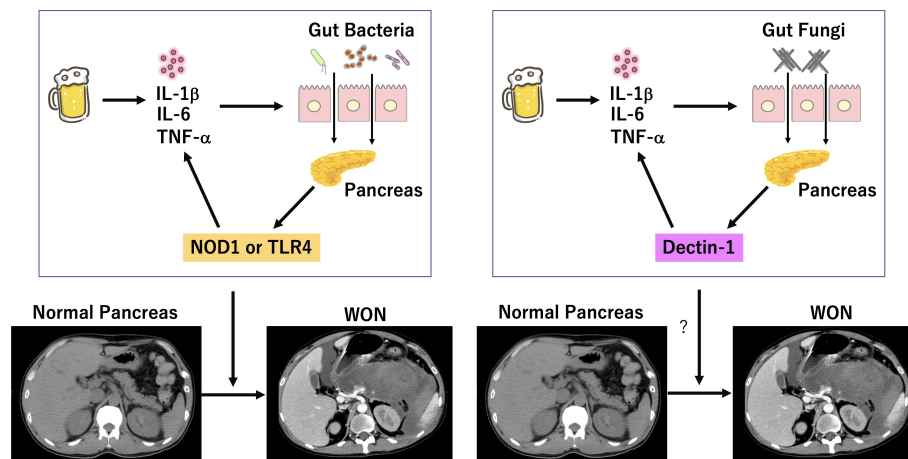 Gut Bacteria
IL-1β
IL-6
TNF-α
Pancreas
NOD1 or TLR4
Normal Pancreas
WON
Gut Fungi
IL-1β
IL-6
TNF-α
Pancreas
Dectin-1
?
Normal Pancreas
WON